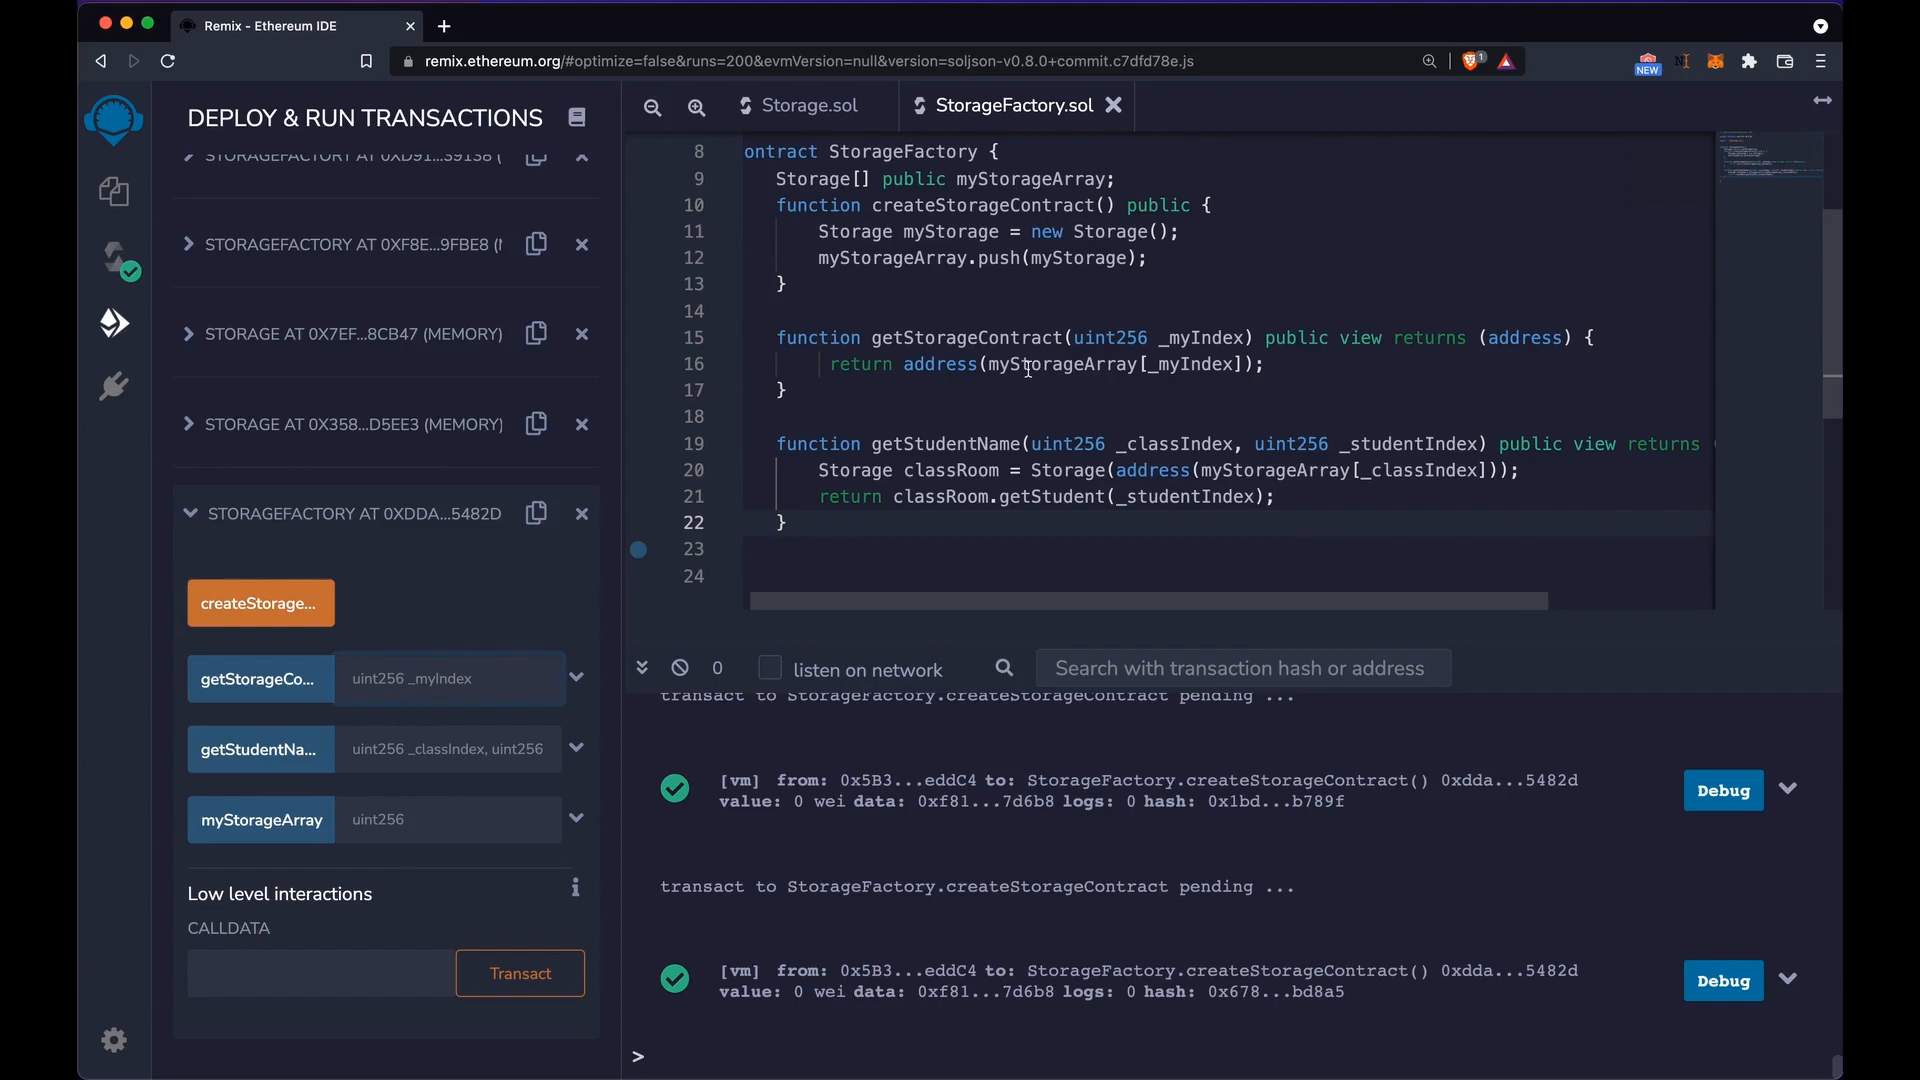 Remix - Ethereum IDE
remix.ethereum.org/#optimize=false&runs=200&evmVersion=null&version=soljson-v0.8.0+commit.c7dfd78e.js
1
NEW
DEPLOY & RUN TRANSACTIONS
Storage.sol
StorageFactory.sol
STORAGEFACTORY AT 0XD91...39138 (
STORAGEFACTORY AT 0XF8E...9FBE8 (
STORAGE AT 0X7EF...8CB47 (MEMORY)
STORAGE AT 0X358...D5EE3 (MEMORY)
STORAGEFACTORY AT 0XDDA...5482D
createStorage...
getStorageCo...
uint256 _myIndex
getStudentNa...
uint256 _classIndex, uint256
myStorageArray
uint256
Low level interactions
CALLDATA
Transact
8 ontract StorageFactory {
9 Storage[] public myStorageArray;
10 function createStorageContract() public {
11 Storage myStorage = new Storage();
12 myStorageArray.push(myStorage);
13 }
14
15 function getStorageContract(uint256 _myIndex) public view returns (address) {
16 return address(myStorageArray[_myIndex]);
17 }
18
19 function getStudentName(uint256 _classIndex, uint256 _studentIndex) public view returns (
20 Storage classRoom = Storage(address(myStorageArray[_classIndex]));
21 return classRoom.getStudent(_studentIndex);
22 }
23
24
0
listen on network
Search with transaction hash or address
transact to StorageFactory.createStorageContract pending ...
[vm] from: 0x5B3...eddC4 to: StorageFactory.createStorageContract() 0xdda...5482d
value: 0 wei data: 0xf81...7d6b8 logs: 0 hash: 0x1bd...b789f
Debug
transact to StorageFactory.createStorageContract pending ...
[vm] from: 0x5B3...eddC4 to: StorageFactory.createStorageContract() 0xdda...5482d
value: 0 wei data: 0xf81...7d6b8 logs: 0 hash: 0x678...bd8a5
Debug
>